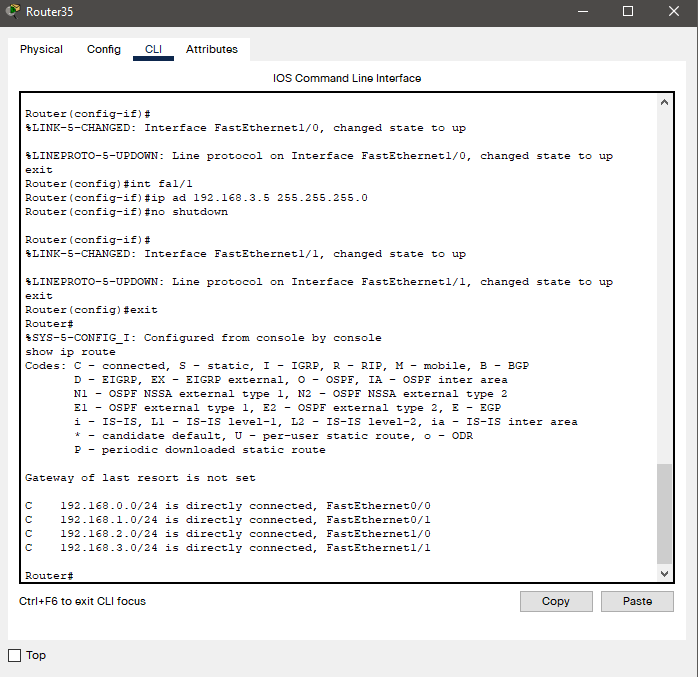 Router35
Physical Config CLI Attributes
IOS Command Line Interface
Router(config-if)#
%LINK-5-CHANGED: Interface FastEthernet1/0, changed state to up
%LINEPROTO-5-UPDOWN: Line protocol on Interface FastEthernet1/0, changed state to up
exit
Router(config)#int fa1/1
Router(config-if)#ip ad 192.168.3.5 255.255.255.0
Router(config-if)#no shutdown
Router(config-if)#
%LINK-5-CHANGED: Interface FastEthernet1/1, changed state to up
%LINEPROTO-5-UPDOWN: Line protocol on Interface FastEthernet1/1, changed state to up
exit
Router(config)#exit
Router#
%SYS-5-CONFIG_I: Configured from console by console
show ip route
Codes: C - connected, S - static, I - IGRP, R - RIP, M - mobile, B - BGP
D - EIGRP, EX - EIGRP external, O - OSPF, IA - OSPF inter area
N1 - OSPF NSSA external type 1, N2 - OSPF NSSA external type 2
E1 - OSPF external type 1, E2 - OSPF external type 2, E - EGP
i - IS-IS, L1 - IS-IS level-1, L2 - IS-IS level-2, ia - IS-IS inter area
* - candidate default, U - per-user static route, o - ODR
P - periodic downloaded static route
Gateway of last resort is not set
C 192.168.0.0/24 is directly connected, FastEthernet0/0
C 192.168.1.0/24 is directly connected, FastEthernet0/1
C 192.168.2.0/24 is directly connected, FastEthernet1/0
C 192.168.3.0/24 is directly connected, FastEthernet1/1
Router#
Ctrl+F6 to exit CLI focus Copy Paste
Top